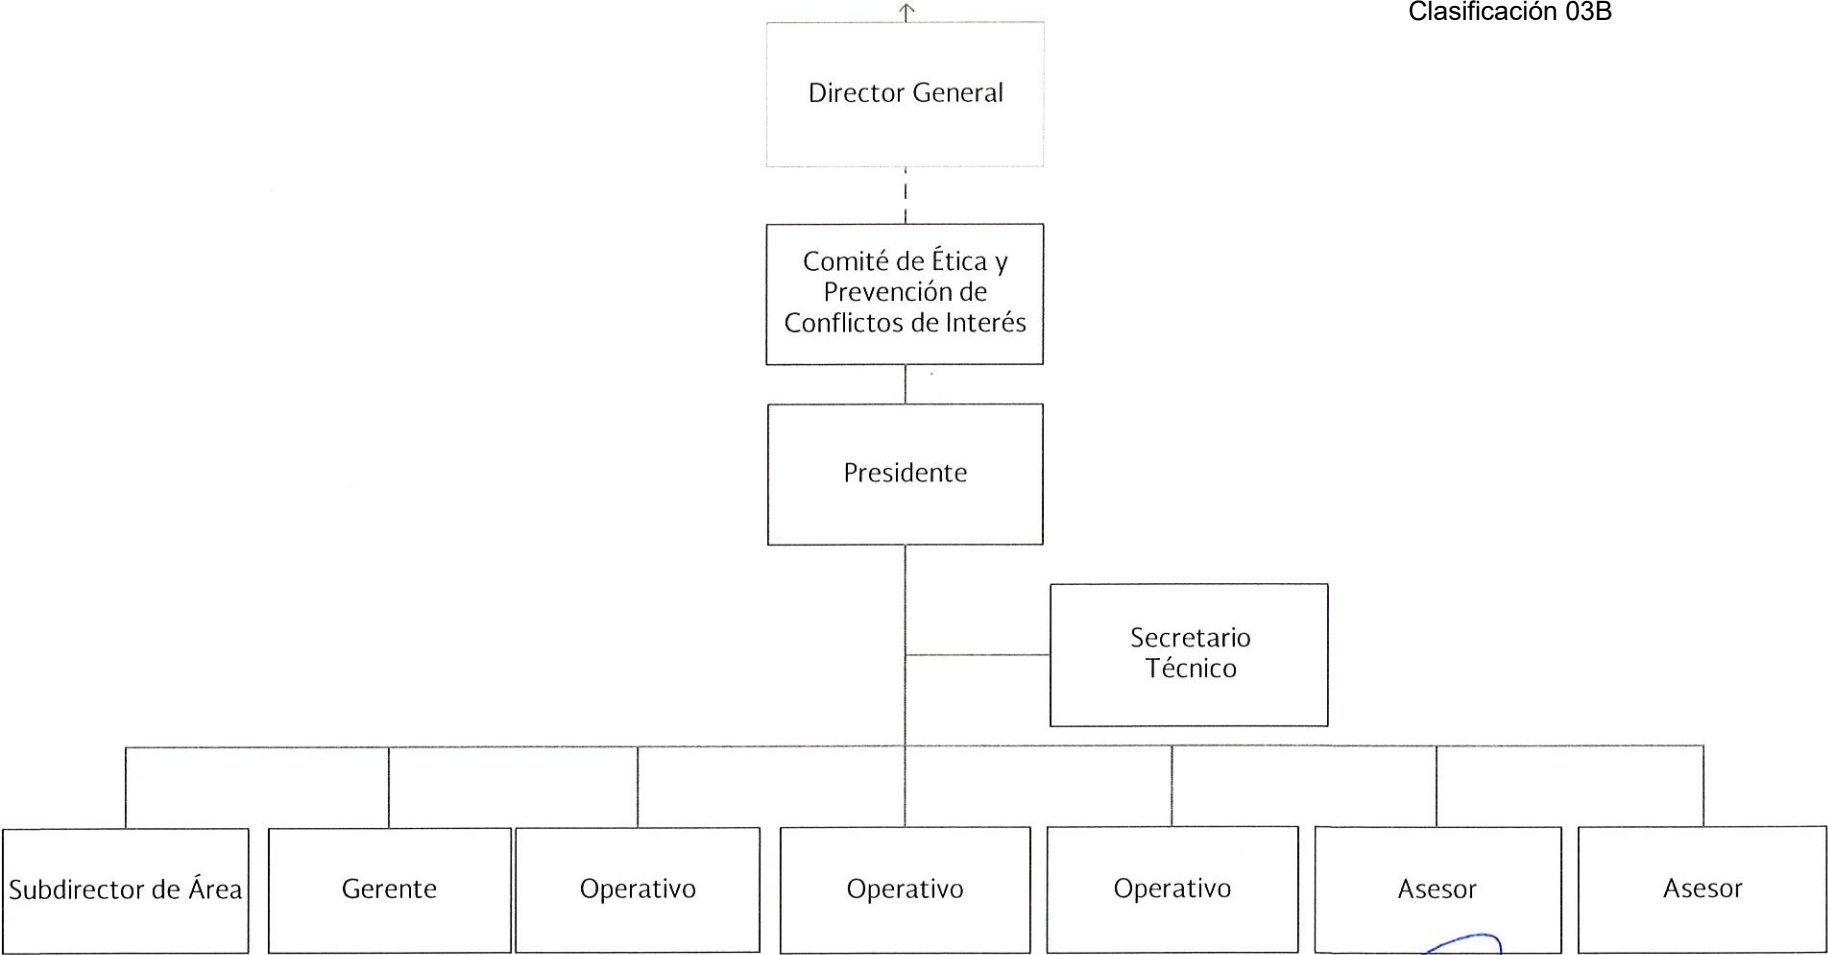 Clasificación 03B
Director General
Comité de Ética y
Prevención de
Conflictos de Interés
Presidente
Secretario
Técnico
Subdirector de Área
Gerente
Operativo
Operativo
Operativo
Asesor
Asesor